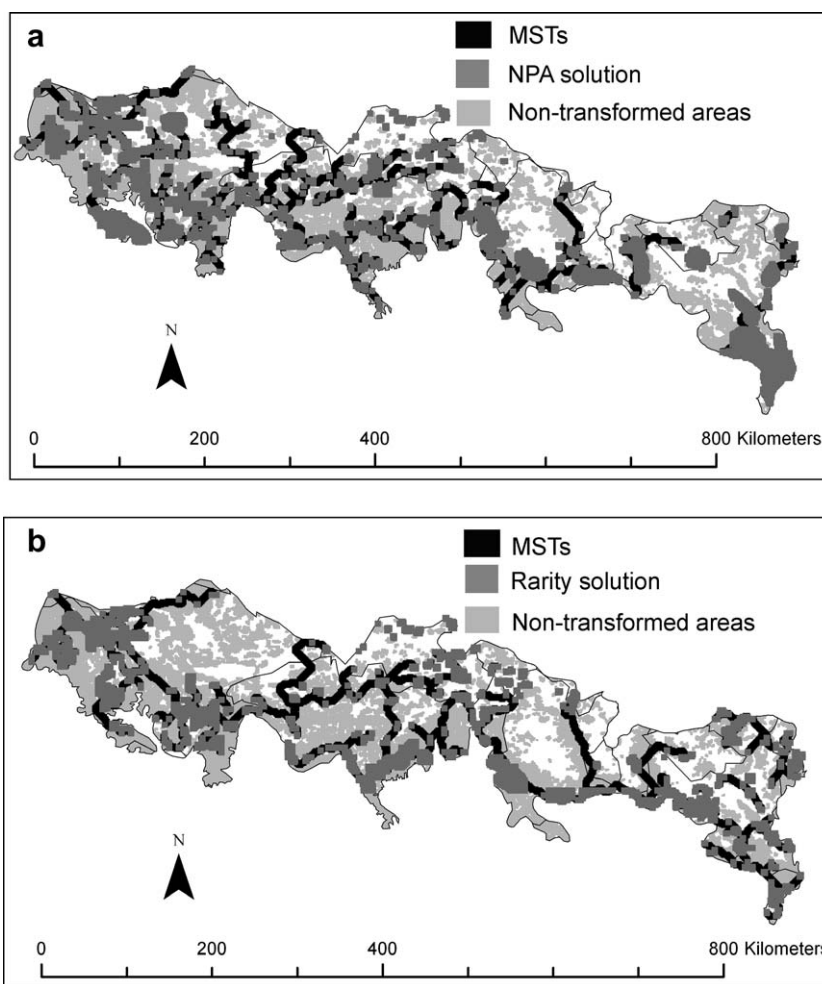 a
MSTs
NPA solution
Non-transformed areas
N
0 200 400 800 Kilometers
b
MSTs
Rarity solution
Non-transformed areas
N
0 200 400 800 Kilometers